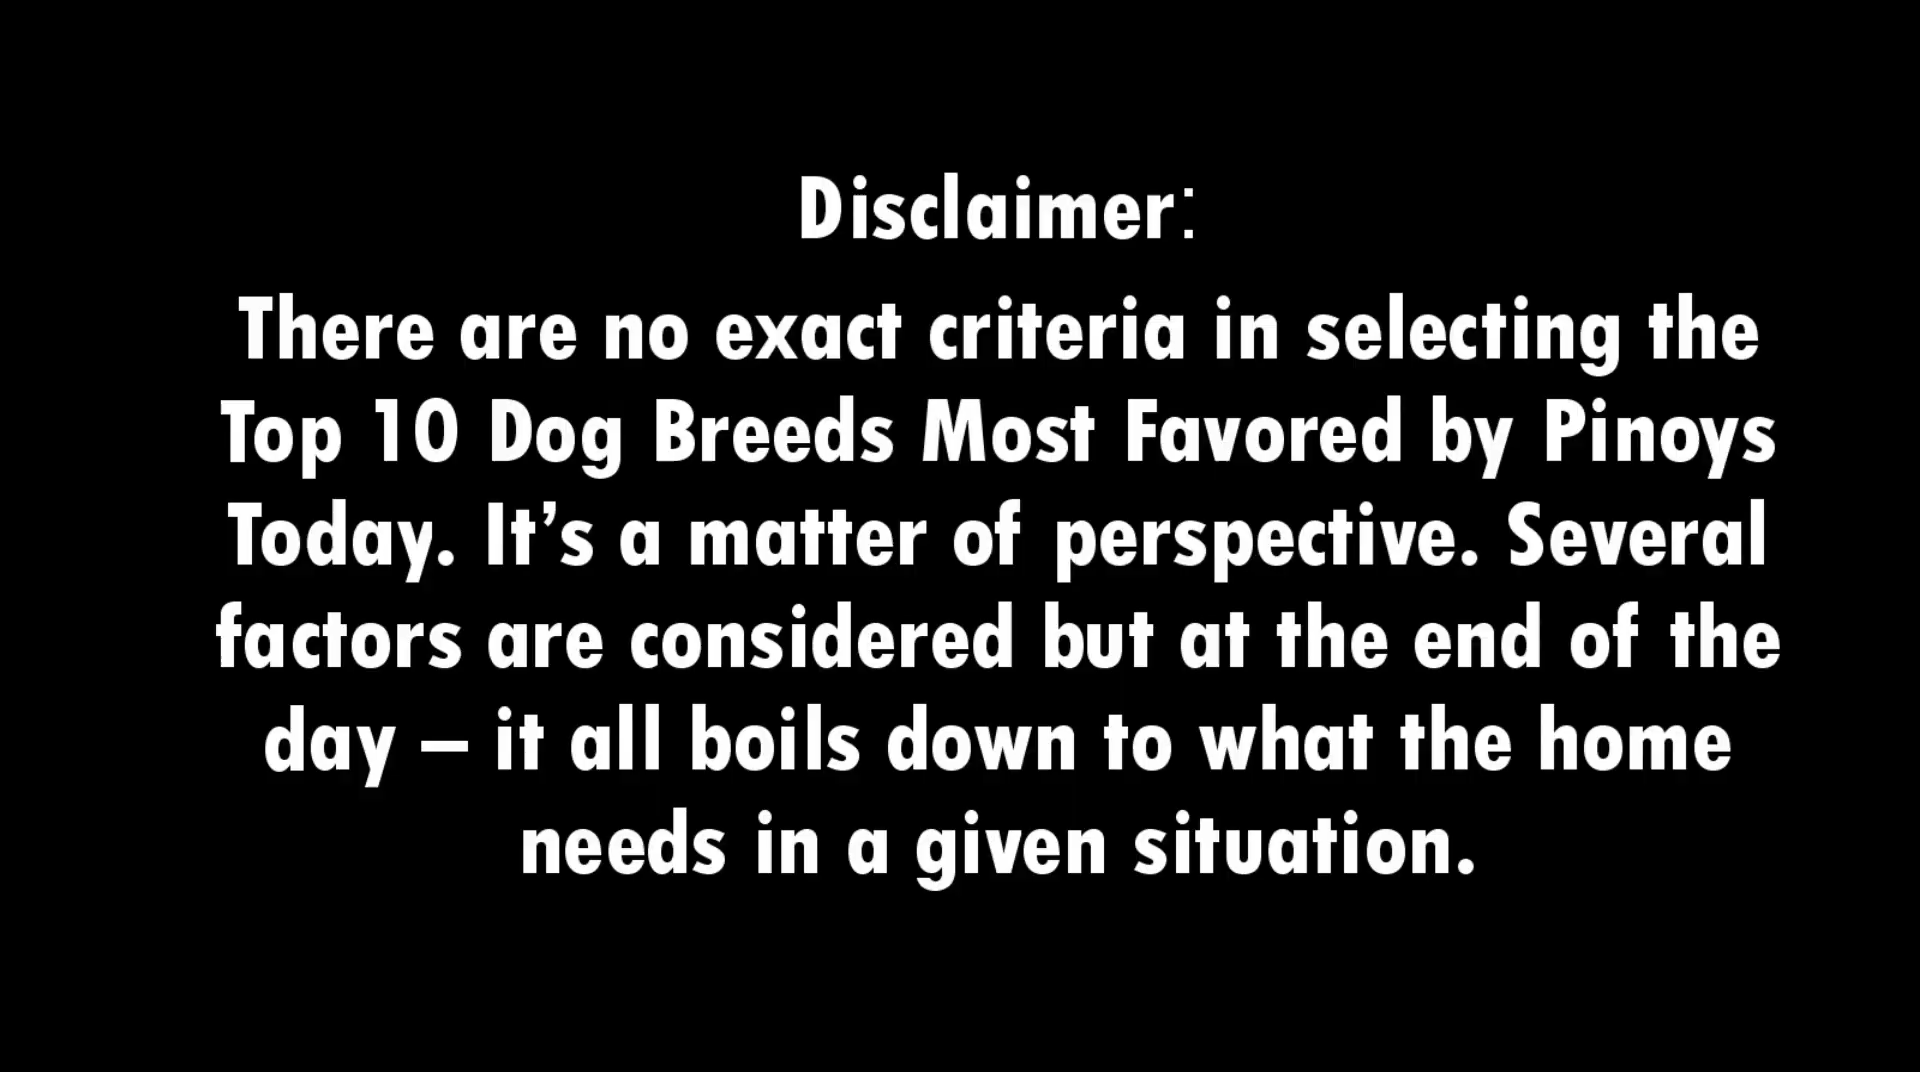 Disclaimer:
There are no exact criteria in selecting the
Top 10 Dog Breeds Most Favored by Pinoys
Today. It’s a matter of perspective. Several
factors are considered but at the end of the
day – it all boils down to what the home
needs in a given situation.